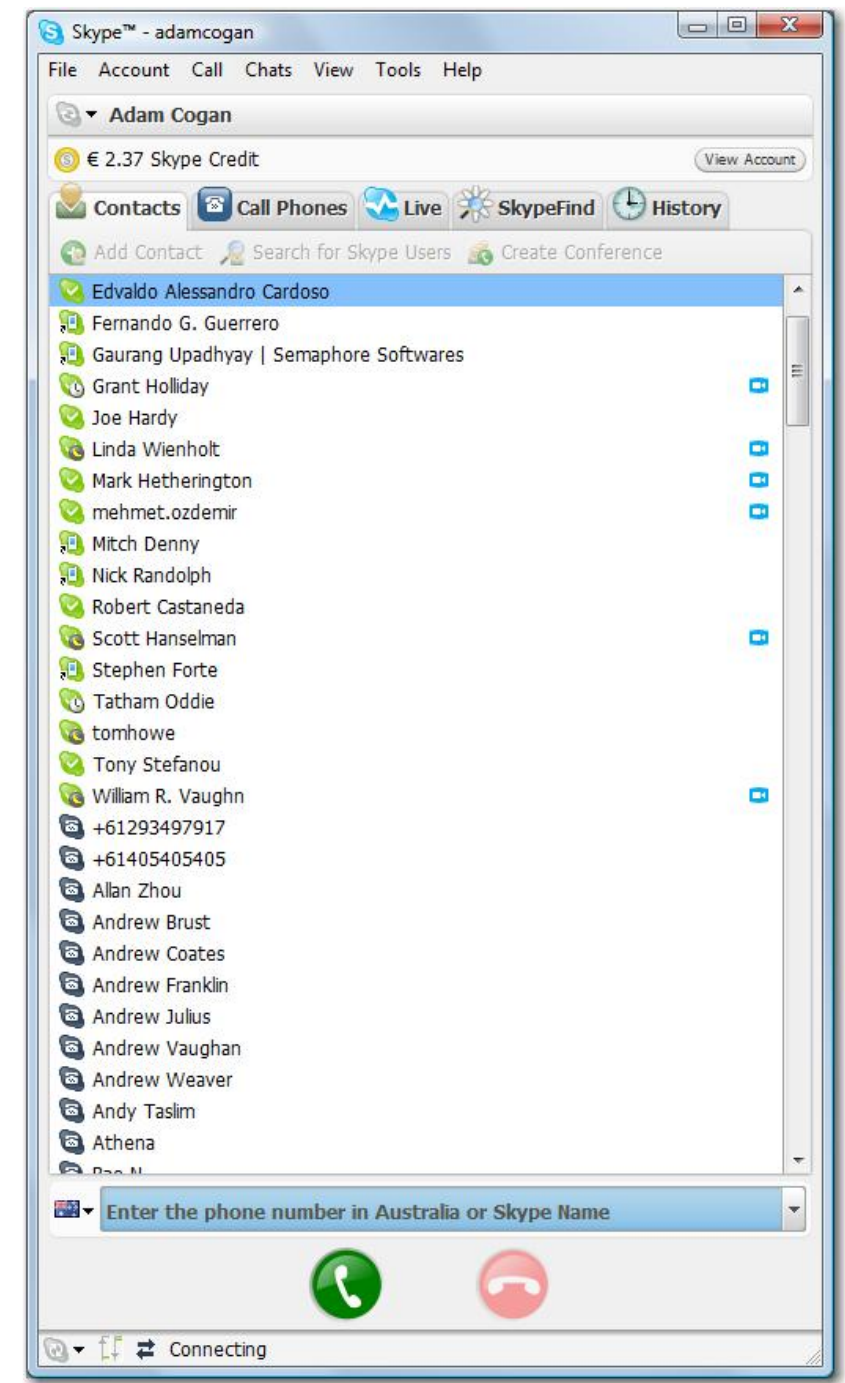 Skype™ - adamcogan
File Account Call Chats View Tools Help
Adam Cogan
€ 2.37 Skype Credit View Account
Contacts Call Phones Live SkypeFind History
Add Contact Search for Skype Users Create Conference
Edvaldo Alessandro Cardoso
Fernando G. Guerrero
Gaurang Upadhyay | Semaphore Softwares
Grant Holliday
Joe Hardy
Linda Wienholt
Mark Hetherington
mehmet.ozdemir
Mitch Denny
Nick Randolph
Robert Castaneda
Scott Hanselman
Stephen Forte
Tatham Oddie
tomhowe
Tony Stefanou
William R. Vaughn
+61293497917
+61405405405
Allan Zhou
Andrew Brust
Andrew Coates
Andrew Franklin
Andrew Julius
Andrew Vaughan
Andrew Weaver
Andy Taslim
Athena
Enter the phone number in Australia or Skype Name
Connecting